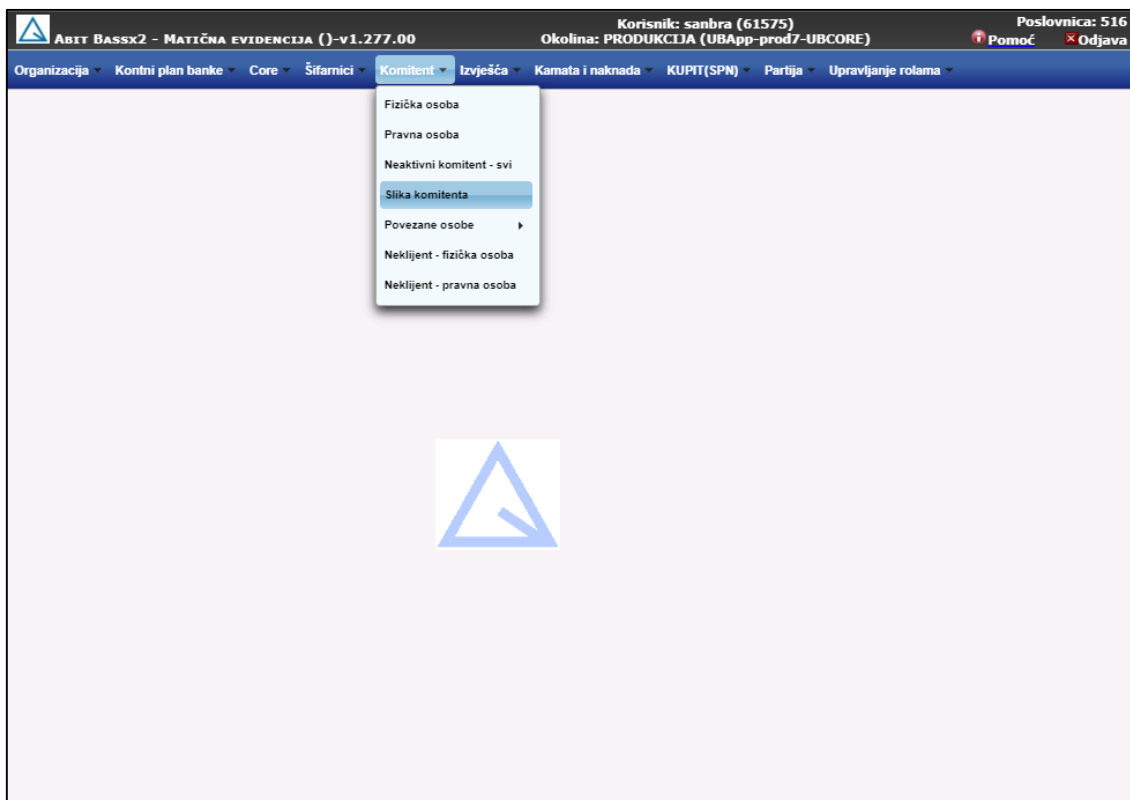 ABIT BASSX2 - MATIČNA EVIDENCIJA ()-v1.277.00
Korisnik: sanbra (61575)
Okolina: PRODUKCIJA (UBApp-prod7-UBCORE)
Poslovnica: 516
Pomoć Odjava
Organizacija Kontni plan banke Core Šifarnici Komitent Izvješća Kamata i naknada KUPIT(SPN) Partija Upravljanje rolama
Fizička osoba
Pravna osoba
Neaktivni komitent - svi
Slika komitenta
Povezane osobe
Neklijent - fizička osoba
Neklijent - pravna osoba